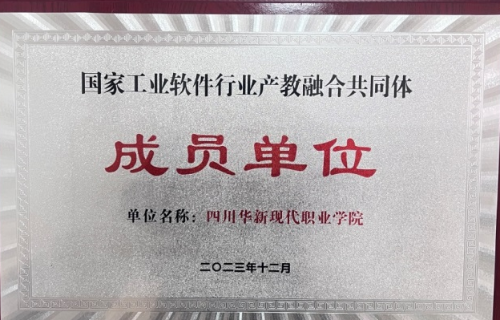 国家工业软件行业产教融合共同体
成员单位
单位名称：四川华新现代职业学院
二〇二三年十二月